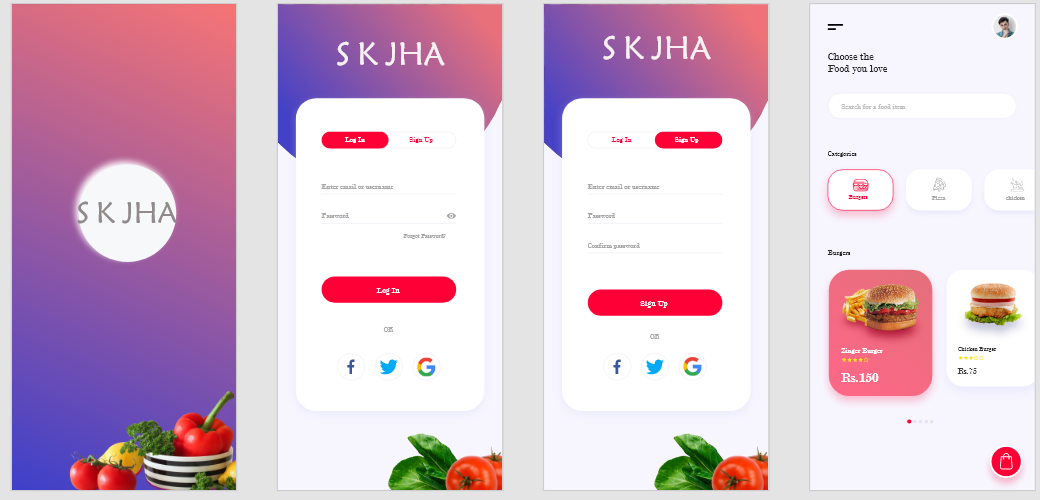 S K JHA
S K JHA
Log In
Sign Up
Enter email or username
Password
Forgot Password?
Log In
OR
S K JHA
Log In
Sign Up
Enter email or username
Password
Confirm password
Sign Up
OR
Choose the
Food you love
Search for a food item
Categories
Burgers
Pizza
chicken
Burgers
Zinger Burger
Rs.150
Chicken Burger
Rs.75